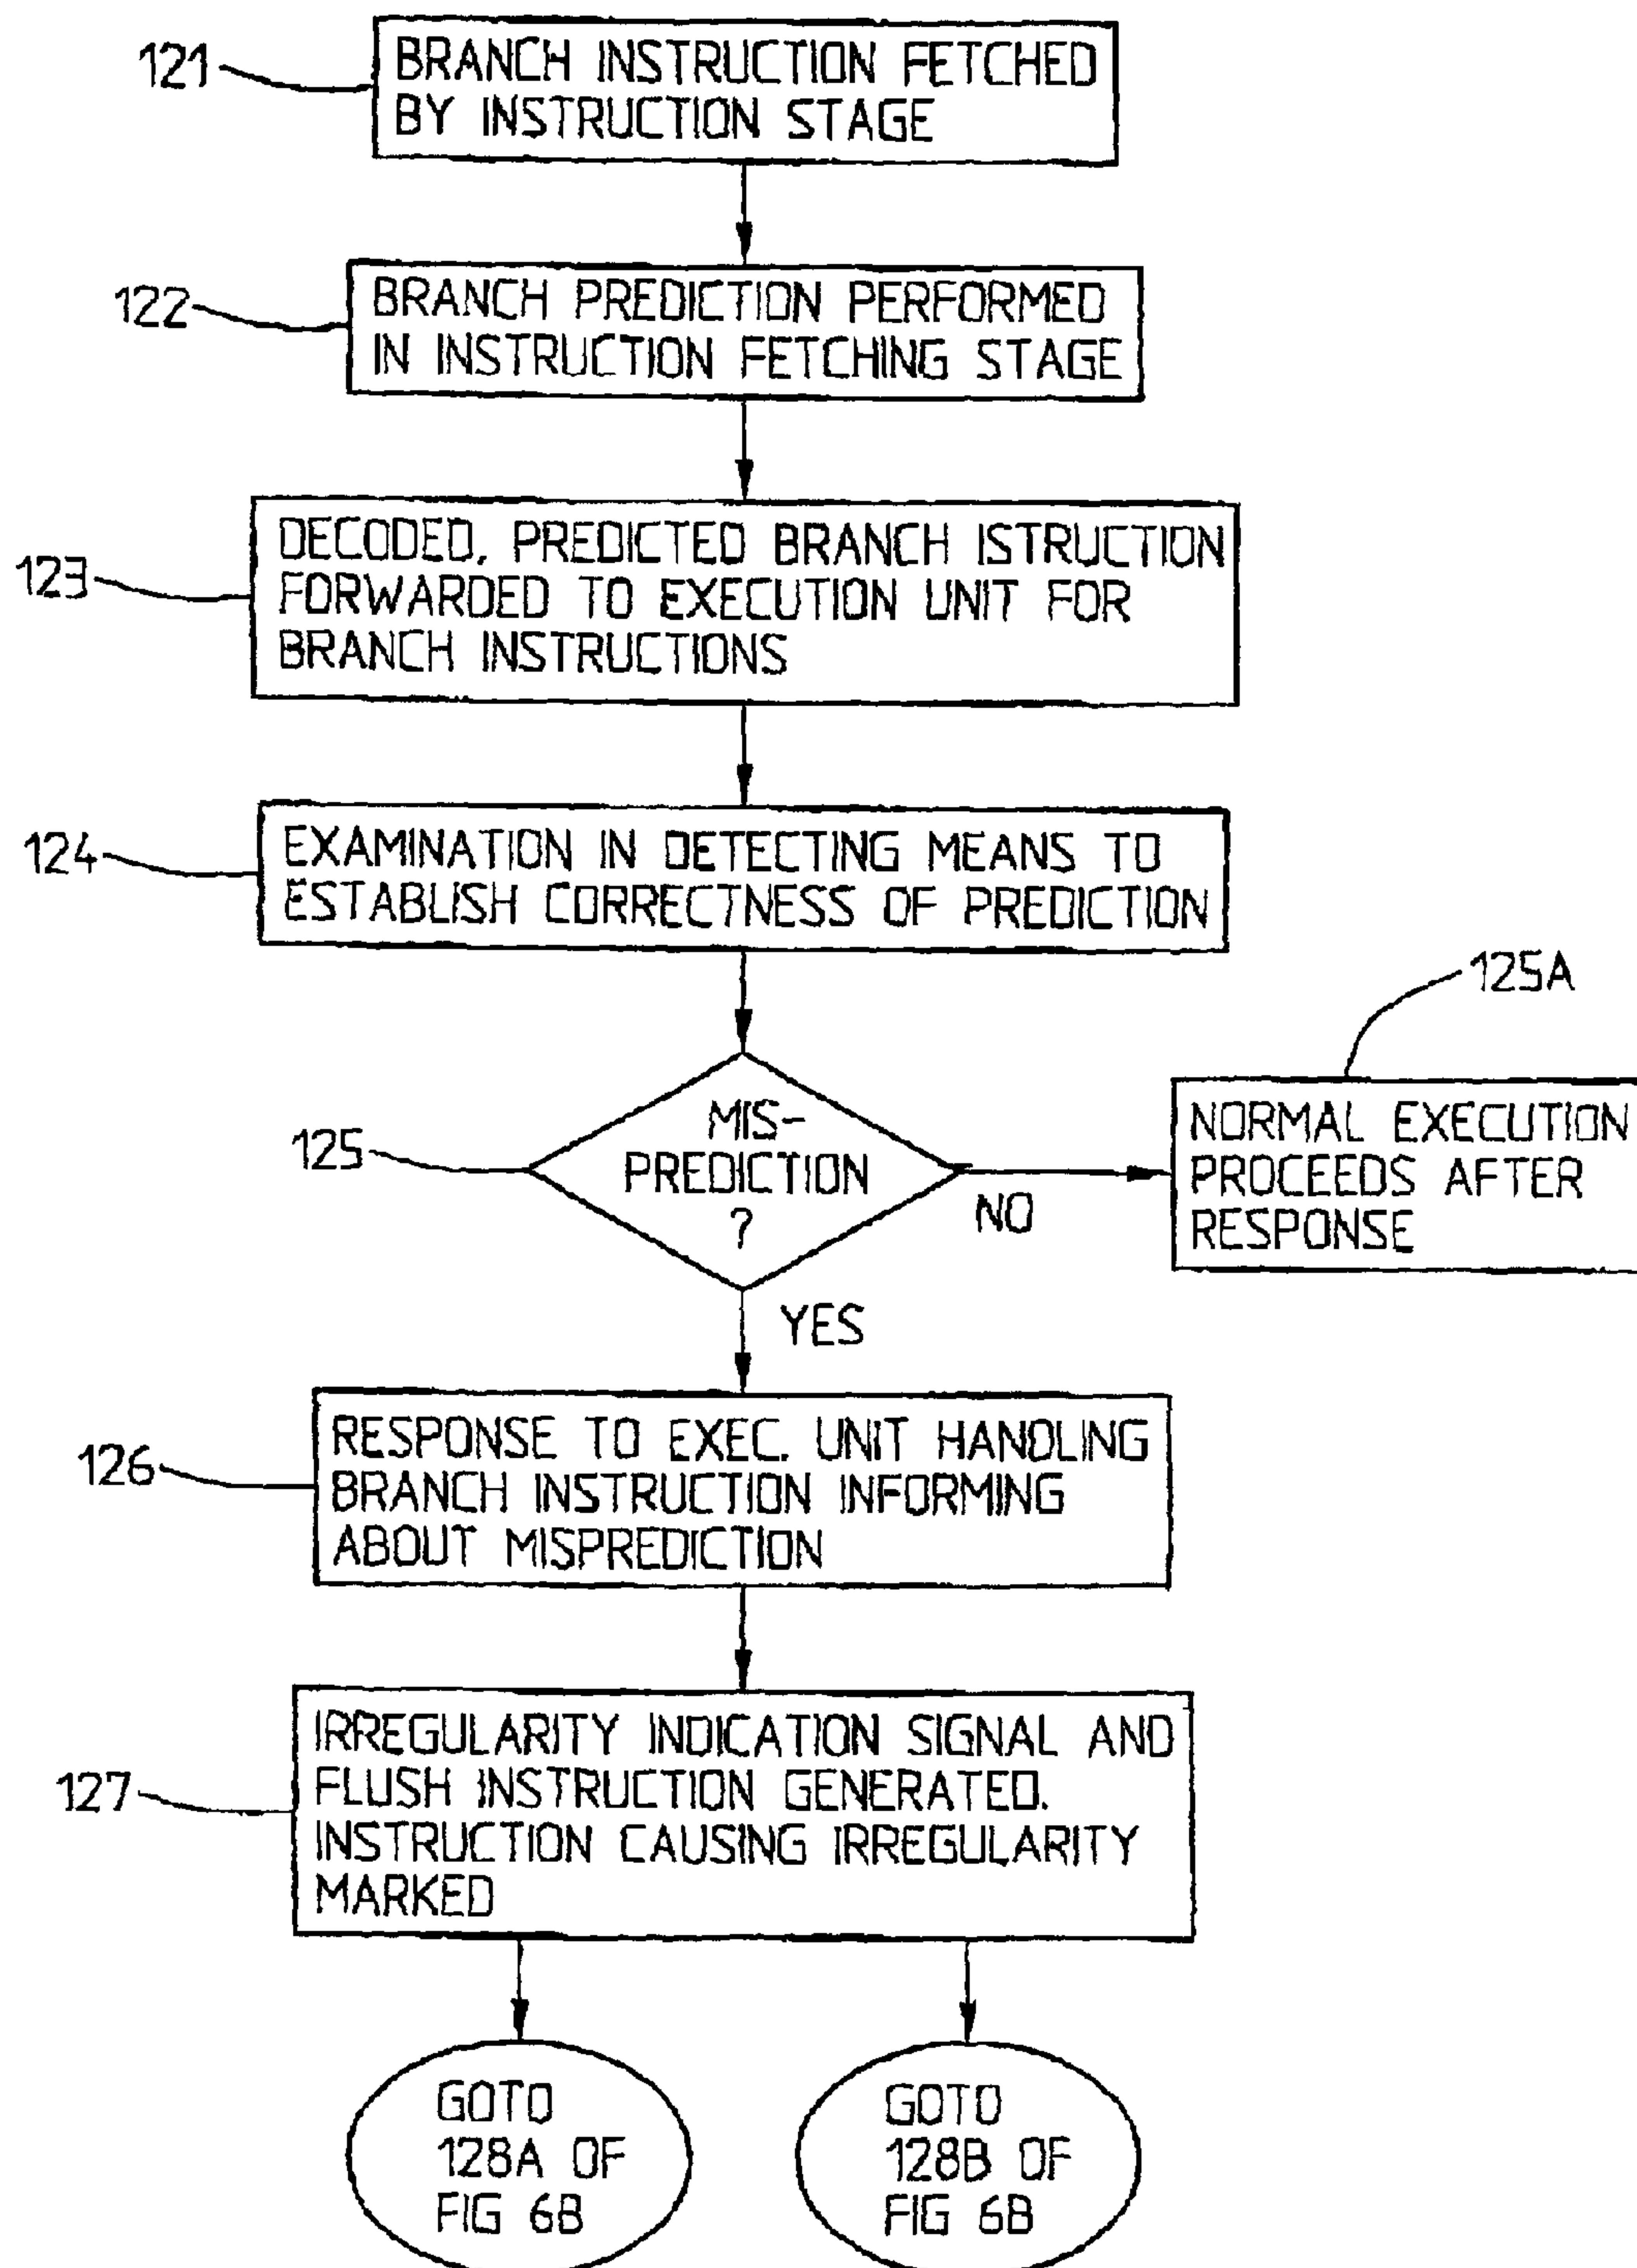 121
BRANCH INSTRUCTION FETCHED
BY INSTRUCTION STAGE
122
BRANCH PREDICTION PERFORMED
IN INSTRUCTION FETCHING STAGE
123
DECODED, PREDICTED BRANCH ISTRUCTION
FORWARDED TO EXECUTION UNIT FOR
BRANCH INSTRUCTIONS
124
EXAMINATION IN DETECTING MEANS TO
ESTABLISH CORRECTNESS OF PREDICTION
125
MIS-
PREDICTION
?
NO
125A
NORMAL EXECUTION
PROCEEDS AFTER
RESPONSE
YES
126
RESPONSE TO EXEC. UNIT HANDLING
BRANCH INSTRUCTION INFORMING
ABOUT MISPREDICTION
127
IRREGULARITY INDICATION SIGNAL AND
FLUSH INSTRUCTION GENERATED.
INSTRUCTION CAUSING IRREGULARITY
MARKED
GOTO
128A OF
FIG 6B
GOTO
128B OF
FIG 6B